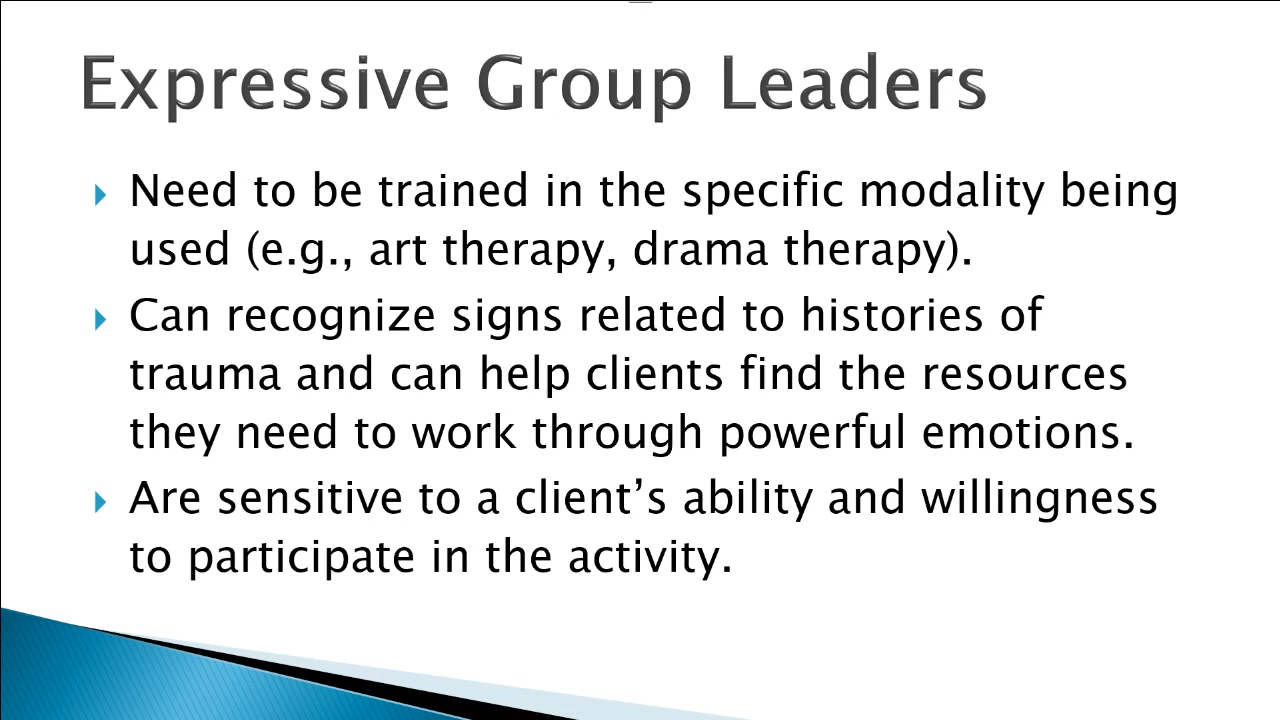 Expressive Group Leaders
Need to be trained in the specific modality being
used (e.g., art therapy, drama therapy).
Can recognize signs related to histories of
trauma and can help clients find the resources
they need to work through powerful emotions.
Are sensitive to a client’s ability and willingness
to participate in the activity.